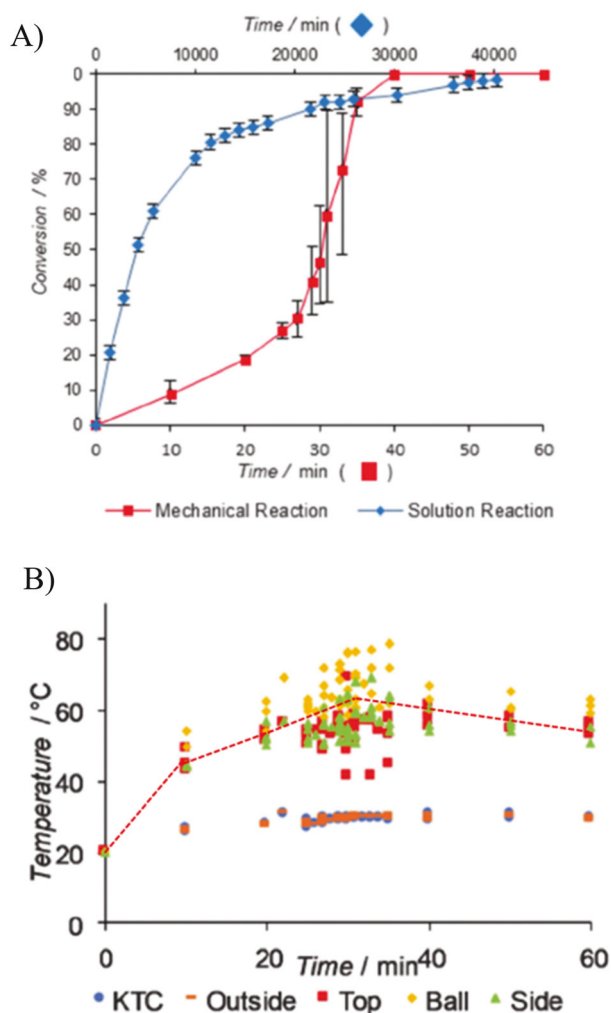 A)
Time / min ( )
0 10000 20000 30000 40000
0
90
80
70
60
50
40
30
20
10
0
Conversion / %
0 10 20 30 40 50 60
Time / min ( )
Mechanical Reaction Solution Reaction
B)
80
60
40
20
0
Temperature / °C
0 20 40 60
Time / min
KTC Outside Top Ball Side